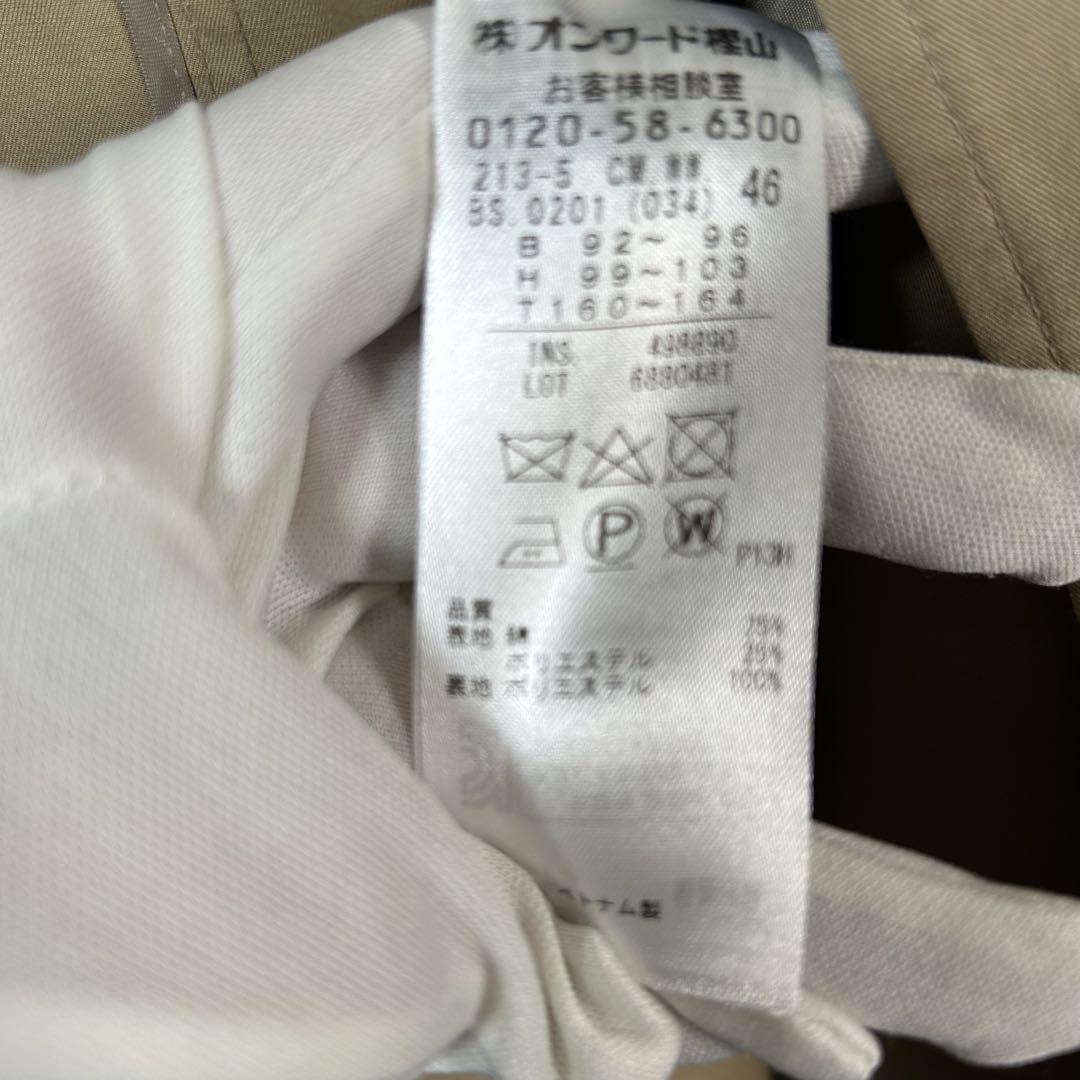 ㈱オンワード樫山
お客様相談室
0120-58-6300
213-5 46
BS.0201 (034)
B 92～ 96
H 99～103
T160～164
INS. 498890
LOT 6880481
P
W
P13H
品質
表地 綿 75%
ポリエステル 25%
裏地 ポリエステル 100%
ベトナム製